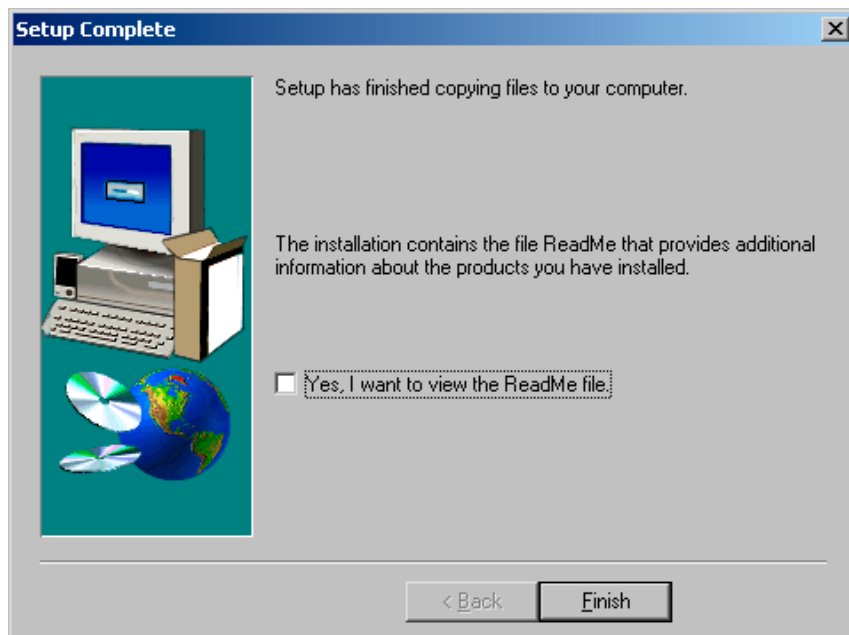 Setup Complete
Setup has finished copying files to your computer.
The installation contains the file ReadMe that provides additional
information about the products you have installed.
Yes, I want to view the ReadMe file.
< Back
Finish